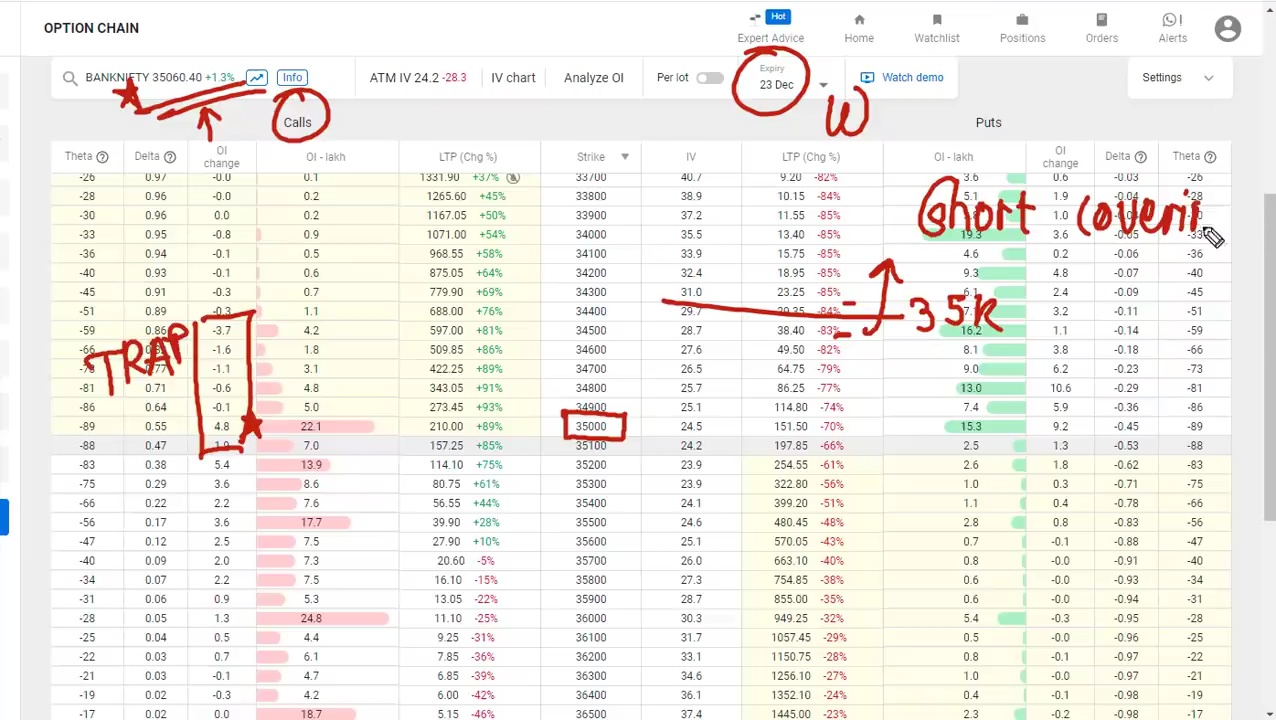 OPTION CHAIN
Hot
Expert Advice Home Watchlist Positions Orders Alerts
BANKNIFTY 35060.40 +1.3% Info ATM IV 24.2 -28.3 IV chart Analyze OI Per lot Expiry 23 Dec Watch demo Settings
W
Calls Puts
Theta Delta OI change OI - lakh LTP (Chg %) Strike IV LTP (Chg %) OI - lakh OI change Delta Theta
-26 0.97 -0.0 0.1 1331.90 +37% 33700 40.7 9.20 -82% 3.6 0.6 -0.03 -26
-28 0.96 -0.0 0.2 1265.60 +45% 33800 38.9 10.15 -84% 5.1 1.9 -0.04 -28
-30 0.96 0.0 0.2 1167.05 +50% 33900 37.2 11.55 -85% 1.0
Short Coverin
-33 0.95 -0.8 0.9 1071.00 +54% 34000 35.5 13.40 -85% 19.3 3.6 -0.05 -33
-36 0.94 -0.1 0.5 968.55 +58% 34100 33.9 15.75 -85% 4.6 0.2 -0.06 -36
-40 0.93 -0.1 0.6 875.05 +64% 34200 32.4 18.95 -85% 9.3 4.8 -0.07 -40
-45 0.91 -0.3 0.7 779.90 +69% 34300 31.0 23.25 -85% 6.1 2.4 -0.09 -45
-51 0.89 -0.3 1.1 688.00 +76% 34400 29.7 29.35 -84% 3.2 -0.11 -51
35K
-59 0.86 -3.7 4.2 597.00 +81% 34500 28.7 38.40 -83% 16.2 1.1 -0.14 -59
-66 -1.6 1.8 509.85 +86% 34600 27.6 49.50 -82% 8.1 3.8 -0.18 -66
TRAP
-1.1 3.1 422.25 +89% 34700 26.5 64.75 -79% 9.0 6.2 -0.23 -73
-81 0.71 -0.6 4.8 343.05 +91% 34800 25.7 86.25 -77% 13.0 10.6 -0.29 -81
-86 0.64 -0.1 5.0 273.45 +93% 34900 25.1 114.80 -74% 7.4 5.9 -0.36 -86
-89 0.55 4.8 22.1 210.00 +89% 35000 24.5 151.50 -70% 15.3 9.2 -0.45 -89
-88 0.47 1.9 7.0 157.25 +85% 35100 24.2 197.85 -66% 2.5 1.3 -0.53 -88
-83 0.38 5.4 13.9 114.10 +75% 35200 23.9 254.55 -61% 2.6 1.8 -0.62 -83
-75 0.29 3.6 8.6 80.75 +61% 35300 23.9 322.80 -56% 1.0 0.3 -0.71 -75
-66 0.22 2.2 7.6 56.55 +44% 35400 24.1 399.20 -51% 1.1 0.4 -0.78 -66
-56 0.17 3.6 17.7 39.90 +28% 35500 24.6 480.45 -48% 2.8 0.8 -0.83 -56
-47 0.12 2.5 7.5 27.90 +10% 35600 25.1 570.05 -43% 0.7 -0.1 -0.88 -47
-40 0.09 2.0 7.3 20.60 -5% 35700 26.0 663.10 -40% 0.8 -0.0 -0.91 -40
-34 0.07 2.2 7.5 16.10 -15% 35800 27.3 754.85 -38% 0.6 -0.0 -0.93 -34
-31 0.06 0.9 5.3 13.05 -22% 35900 28.7 855.00 -35% 0.6 -0.0 -0.94 -31
-28 0.05 1.3 24.8 11.10 -25% 36000 30.3 949.25 -32% 5.4 -0.3 -0.95 -28
-25 0.04 0.5 4.4 9.25 -31% 36100 31.7 1057.45 -29% 0.5 -0.0 -0.96 -25
-22 0.03 0.7 6.1 7.85 -36% 36200 33.1 1150.75 -28% 0.8 -0.1 -0.97 -22
-21 0.03 -0.1 4.7 6.85 -39% 36300 34.6 1256.10 -27% 1.0 -0.0 -0.97 -21
-19 0.02 -0.3 4.2 6.00 -42% 36400 36.1 1352.10 -24% 0.4 -0.1 -0.98 -19
-17 0.02 0.0 18.7 5.15 -46% 36500 37.4 1445.00 -23% 2.3 -0.2 -0.98 -17